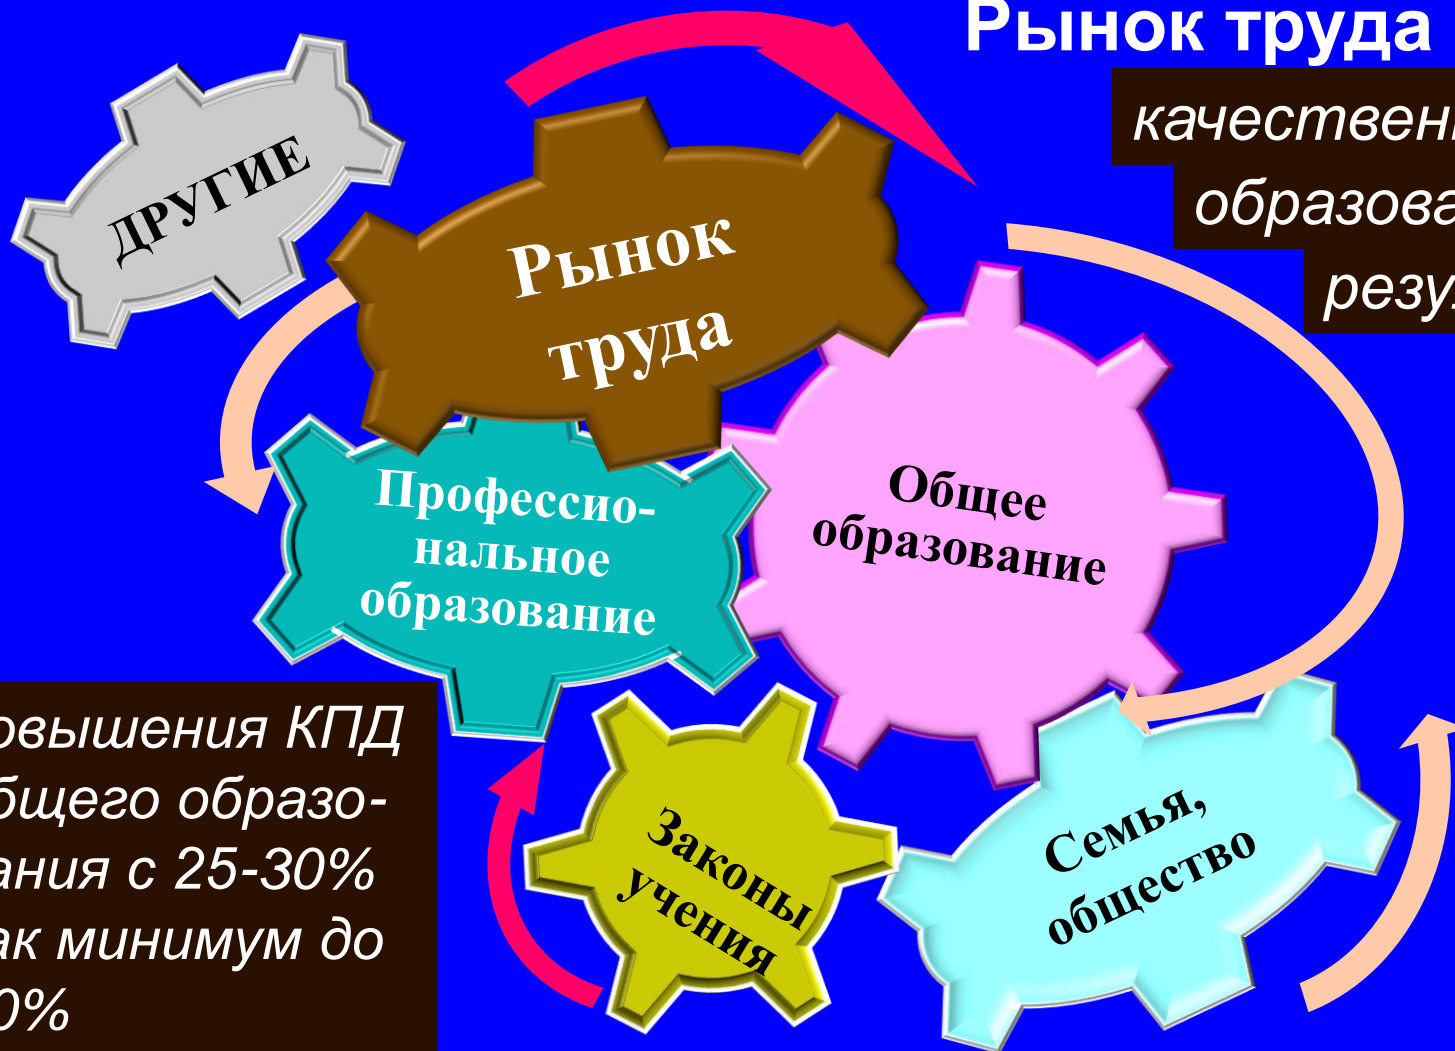 Рынок труда
качествен
образова
резу
ДРУГИЕ
Рынок
труда
Профессио-
нальное
образование
Общее
образование
овышения КПД
бщего образо-
ания с 25-30%
ак минимум до
0%
Законы
учения
Семья,
общество